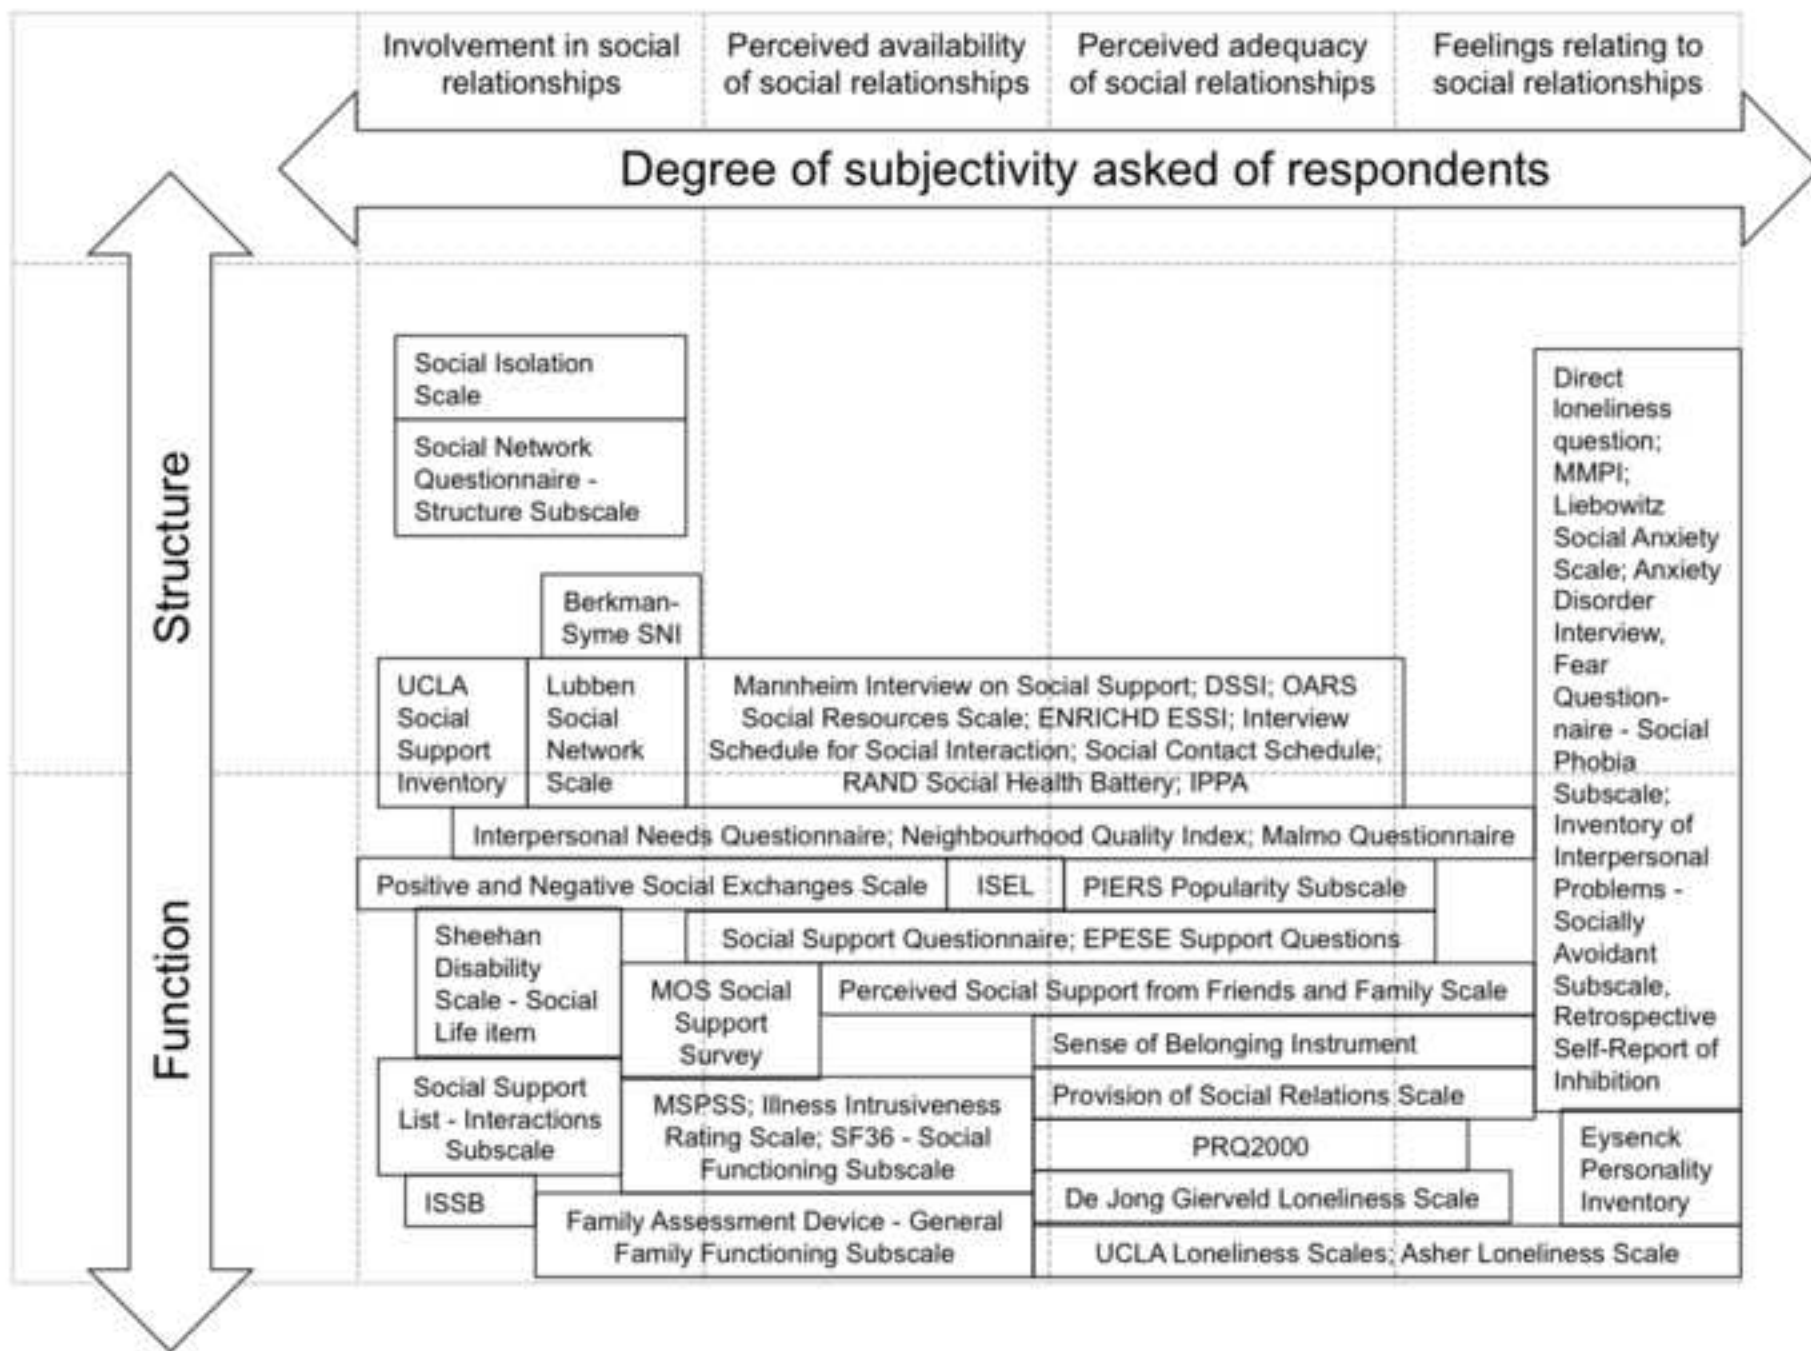 Involvement in social
relationships
Perceived availability
of social relationships
Perceived adequacy
of social relationships
Feelings relating to
social relationships
Degree of subjectivity asked of respondents
Structure
Function
Social Isolation
Scale
Social Network
Questionnaire -
Structure Subscale
Berkman-
Syme SNI
UCLA
Social
Support
Inventory
Lubben
Social
Network
Scale
Mannheim Interview on Social Support; DSSI; OARS
Social Resources Scale; ENRICHD ESSI; Interview
Schedule for Social Interaction; Social Contact Schedule;
RAND Social Health Battery; IPPA
Interpersonal Needs Questionnaire; Neighbourhood Quality Index; Malmo Questionnaire
Positive and Negative Social Exchanges Scale
ISEL
PIERS Popularity Subscale
Sheehan
Disability
Scale - Social
Life item
Social Support Questionnaire; EPESE Support Questions
MOS Social
Support
Survey
Perceived Social Support from Friends and Family Scale
Sense of Belonging Instrument
Social Support
List - Interactions
Subscale
MSPSS; Illness Intrusiveness
Rating Scale; SF36 - Social
Functioning Subscale
Provision of Social Relations Scale
PRQ2000
ISSB
De Jong Gierveld Loneliness Scale
Family Assessment Device - General
Family Functioning Subscale
UCLA Loneliness Scales; Asher Loneliness Scale
Direct
loneliness
question;
MMPI;
Liebowitz
Social Anxiety
Scale; Anxiety
Disorder
Interview,
Fear
Question-
naire - Social
Phobia
Subscale;
Inventory of
Interpersonal
Problems -
Socially
Avoidant
Subscale,
Retrospective
Self-Report of
Inhibition
Eysenck
Personality
Inventory